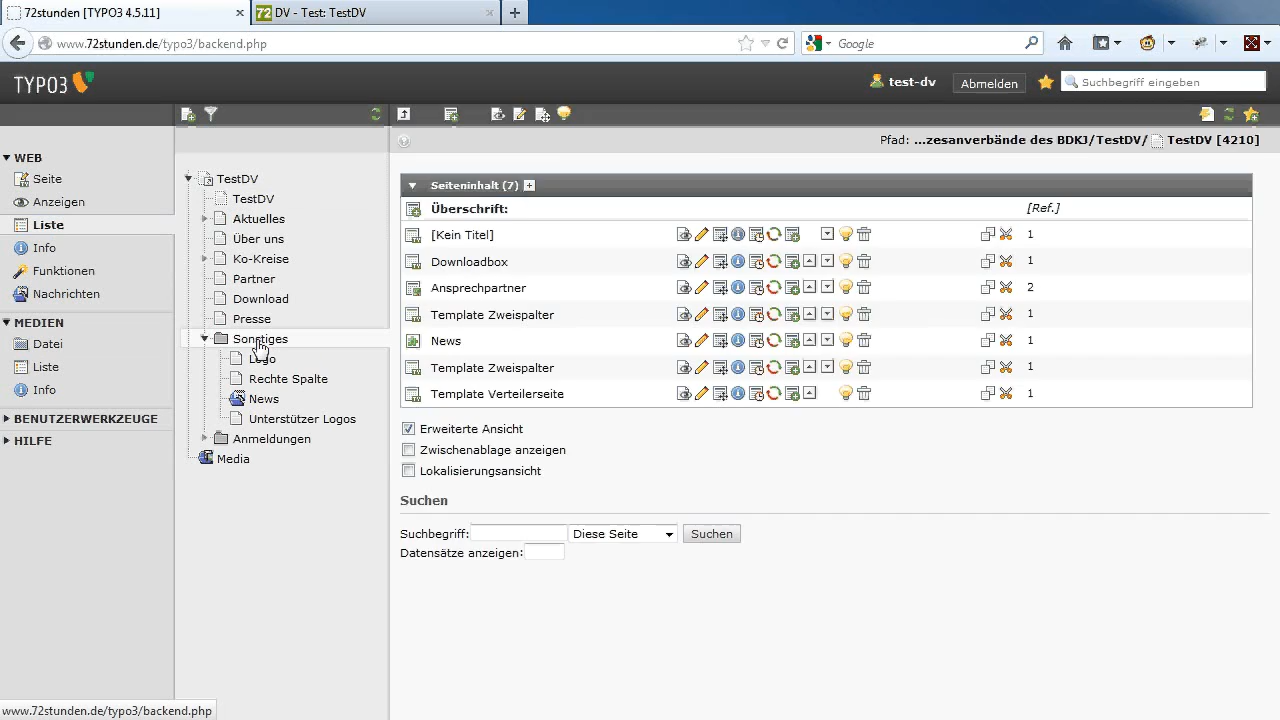 72stunden [TYPO3 4.5.11]
72 DV - Test: TestDV
www.72stunden.de/typo3/backend.php
Google
TYPO3
test-dv
Abmelden
Suchbegriff eingeben
Pfad: ...zesanverbände des BDKJ/TestDV/ TestDV [4210]
WEB
Seite
Anzeigen
Liste
Info
Funktionen
Nachrichten
MEDIEN
Datei
Liste
Info
BENUTZERWERKZEUGE
HILFE
TestDV
TestDV
Aktuelles
Über uns
Ko-Kreise
Partner
Download
Presse
Sonstiges
Logo
Rechte Spalte
News
Unterstützer Logos
Anmeldungen
Media
Seiteninhalt (7)
Überschrift: [Ref.]
[Kein Titel] 1
Downloadbox 1
Ansprechpartner 2
Template Zweispalter 1
News 1
Template Zweispalter 1
Template Verteilerseite 1
Erweiterte Ansicht
Zwischenablage anzeigen
Lokalisierungsansicht
Suchen
Suchbegriff: Diese Seite Suchen
Datensätze anzeigen:
www.72stunden.de/typo3/backend.php